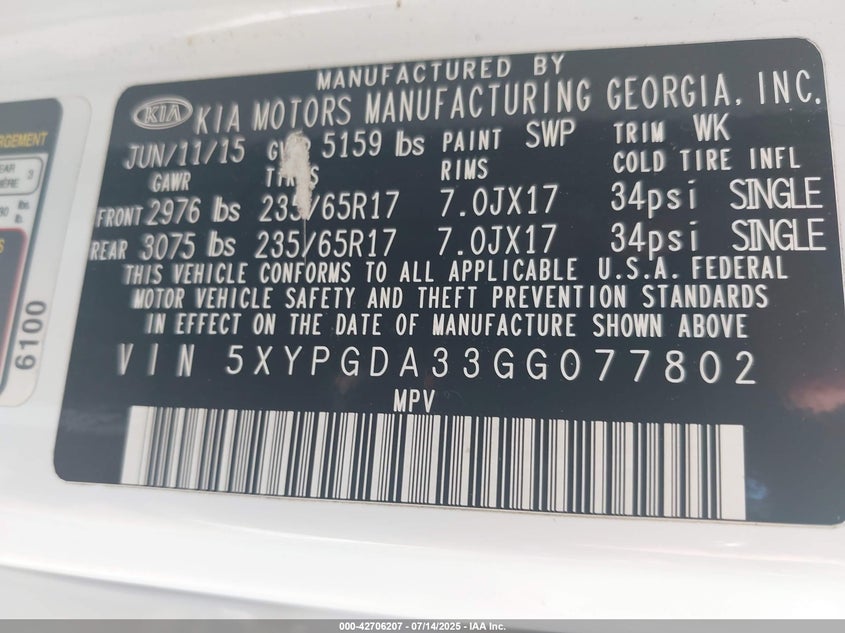 MANUFACTURED BY
KIA KIA MOTORS MANUFACTURING GEORGIA, INC.
JUN/11/15 5159 lbs PAINT SWP TRIM WK
GAWR RIMS COLD TIRE INFL
FRONT 2976 lbs 235/65R17 7.0JX17 34psi SINGLE
REAR 3075 lbs 235/65R17 7.0JX17 34psi SINGLE
THIS VEHICLE CONFORMS TO ALL APPLICABLE U.S.A. FEDERAL
MOTOR VEHICLE SAFETY AND THEFT PREVENTION STANDARDS
IN EFFECT ON THE DATE OF MANUFACTURE SHOWN ABOVE
VIN 5XYPGDA33GG077802
MPV
6100
000-42706207 - 07/14/2025 - IAA Inc.